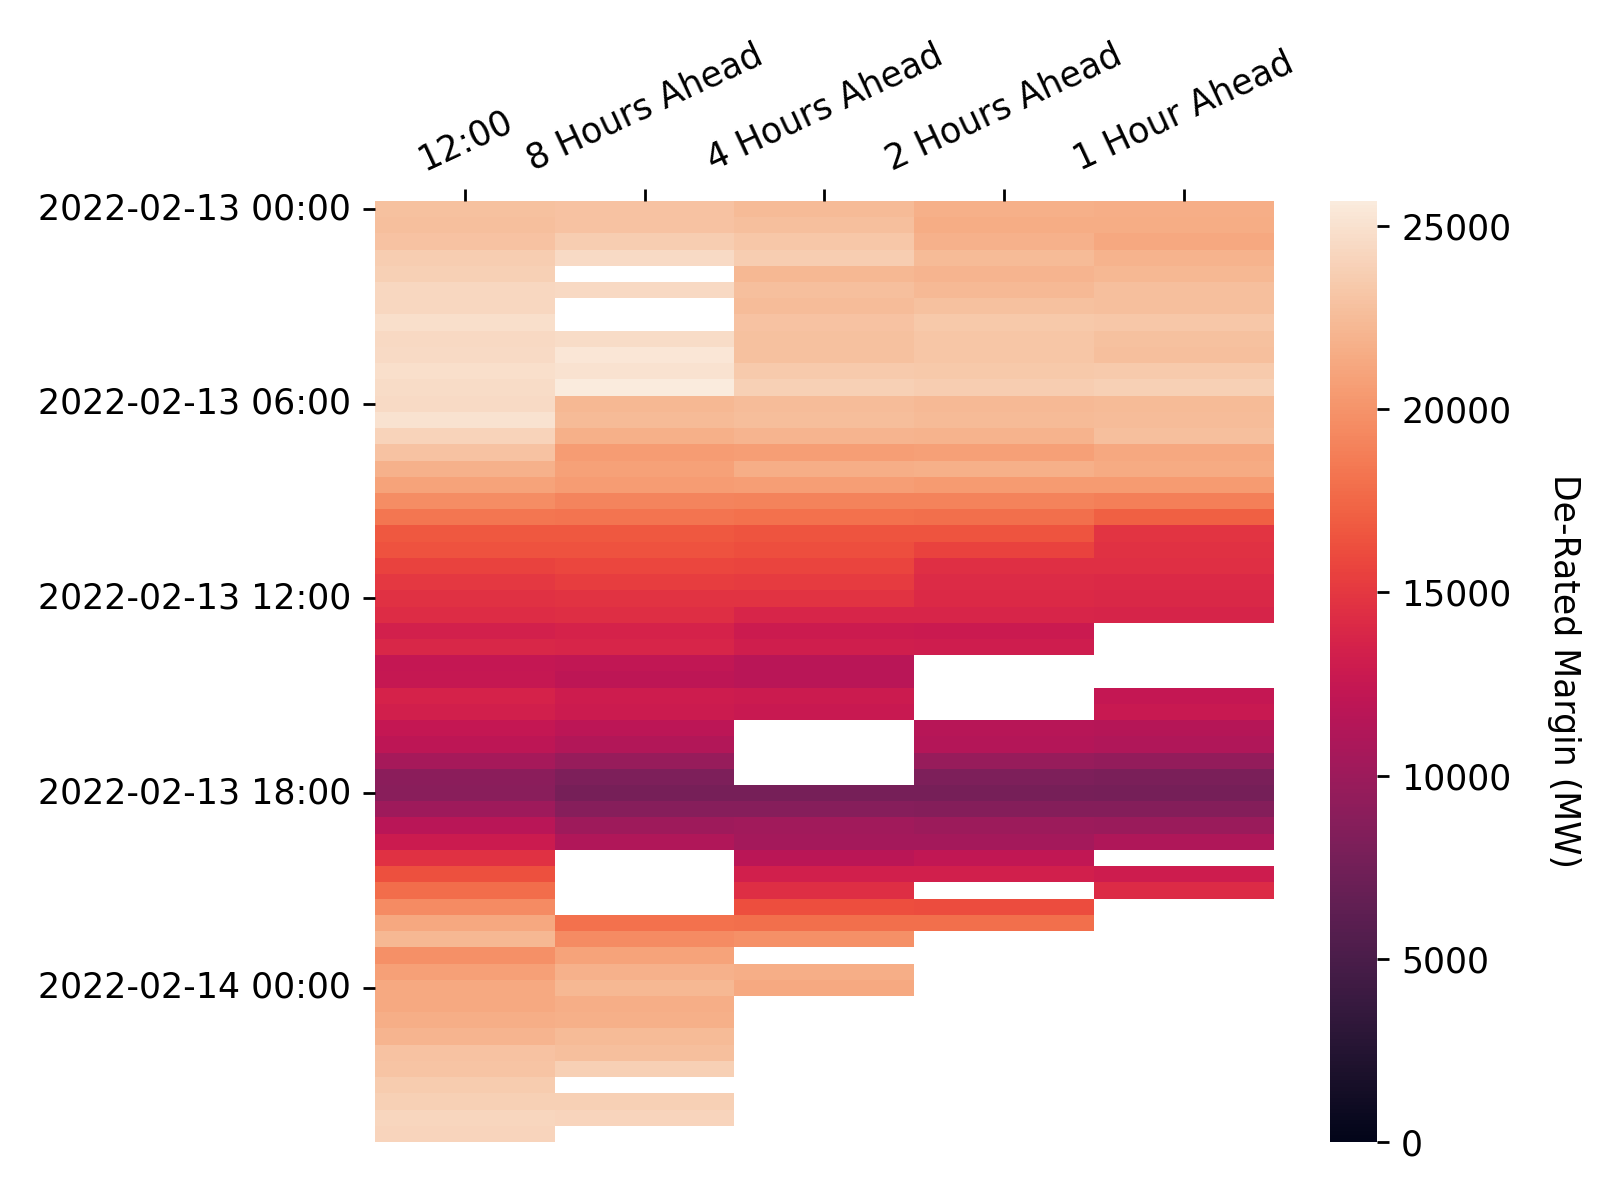 12:00
8 Hours Ahead
4 Hours Ahead
2 Hours Ahead
1 Hour Ahead
2022-02-13 00:00
2022-02-13 06:00
2022-02-13 12:00
2022-02-13 18:00
2022-02-14 00:00
25000
20000
15000
10000
5000
0
De-Rated Margin (MW)